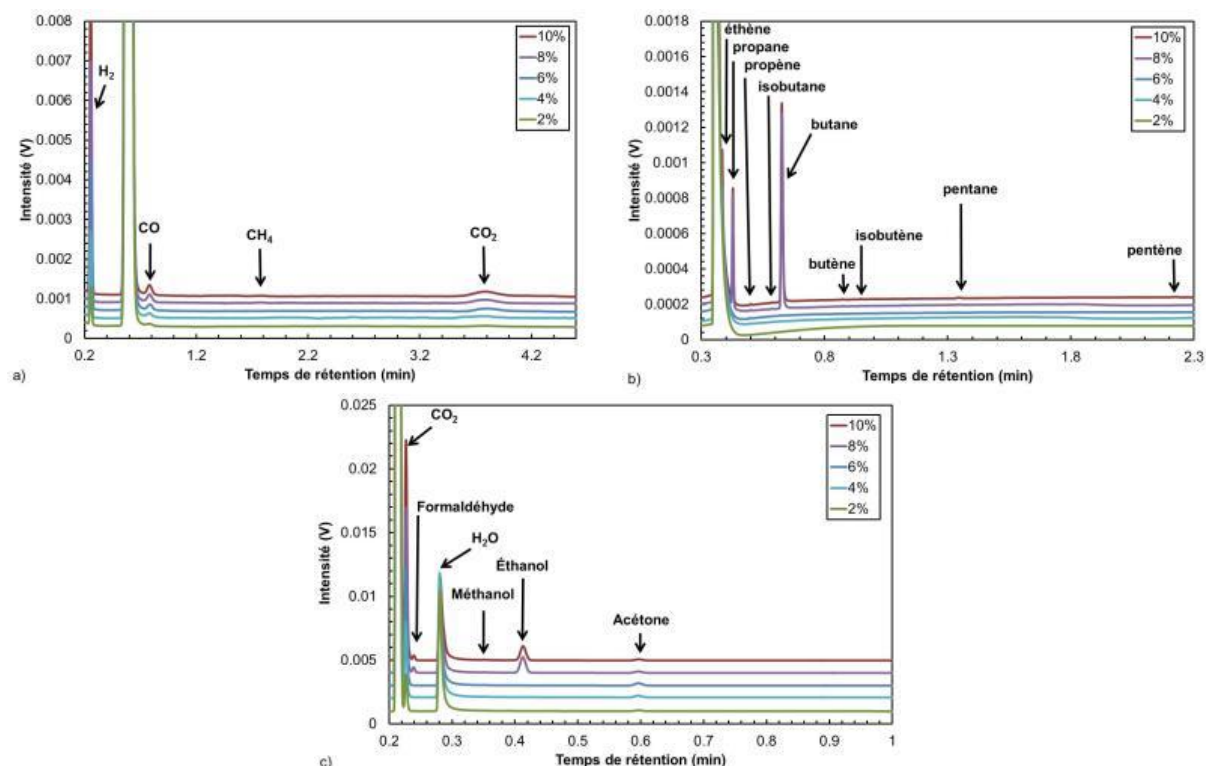 0.008
0.007
0.006
0.005
0.004
0.003
0.002
0.001
0
Intensité (V)
H2
CO
CH4
CO2
10%
8%
6%
4%
2%
0.2 1.2 2.2 3.2 4.2
Temps de rétention (min)
a)
0.0018
0.0016
0.0014
0.0012
0.001
0.0008
0.0006
0.0004
0.0002
0
Intensité (V)
éthène
propane
propène
isobutane
butane
butène
isobutène
pentane
pentène
10%
8%
6%
4%
2%
0.3 0.8 1.3 1.8 2.3
Temps de rétention (min)
b)
0.025
0.02
0.015
0.01
0.005
0
Intensité (V)
CO2
Formaldéhyde
H2O
Méthanol
Éthanol
Acétone
10%
8%
6%
4%
2%
0.2 0.3 0.4 0.5 0.6 0.7 0.8 0.9 1
Temps de rétention (min)
c)